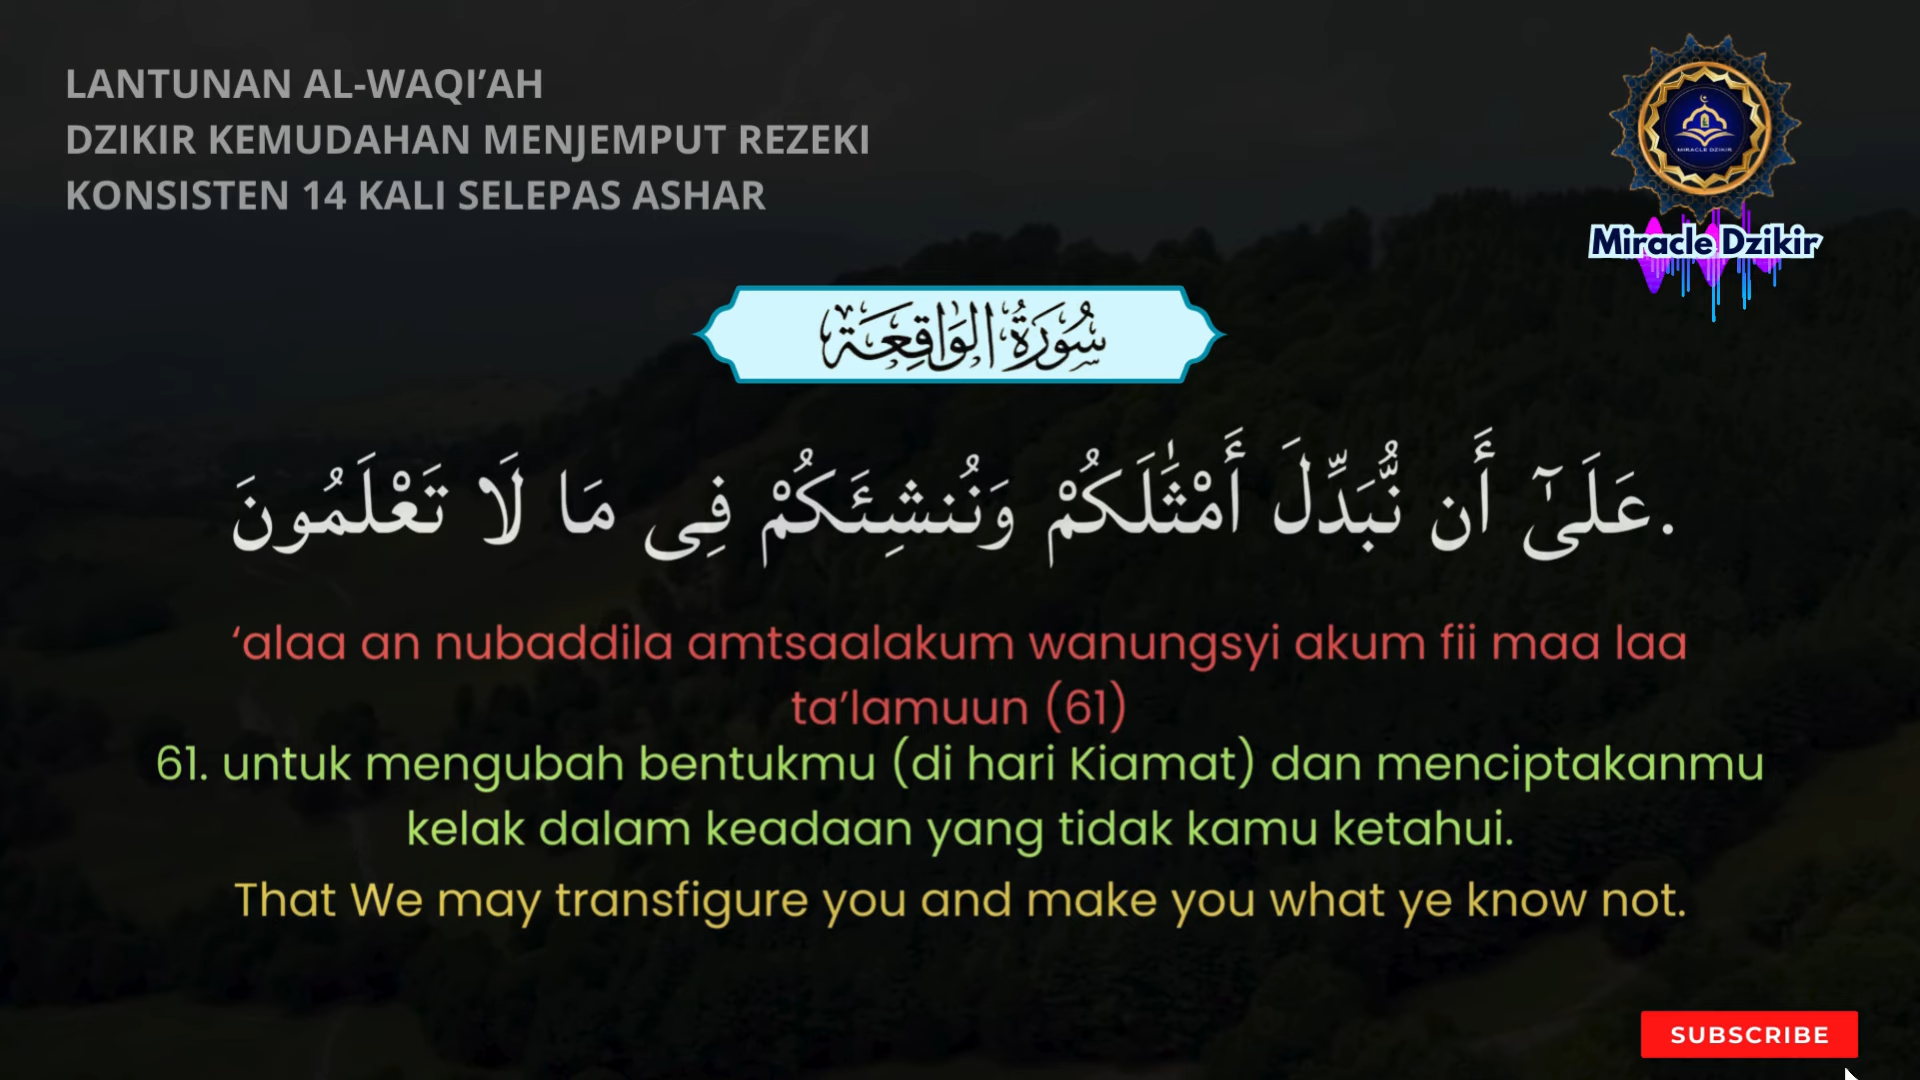 LANTUNAN AL-WAQI’AH
DZIKIR KEMUDAHAN MENJEMPUT REZEKI
KONSISTEN 14 KALI SELEPAS ASHAR
MIRACLE DZIKIR
Miracle Dzikir
سُورَةُ الوَاقِعَة
عَلَىٰٓ أَن نُّبَدِّلَ أَمْثَٰلَكُمْ وَنُنشِئَكُمْ فِى مَا لَا تَعْلَمُونَ.
‘alaa an nubaddila amtsaalakum wanungsyi akum fii maa laa
ta’lamuun (61)
61. untuk mengubah bentukmu (di hari Kiamat) dan menciptakanmu
kelak dalam keadaan yang tidak kamu ketahui.
That We may transfigure you and make you what ye know not.
SUBSCRIBE